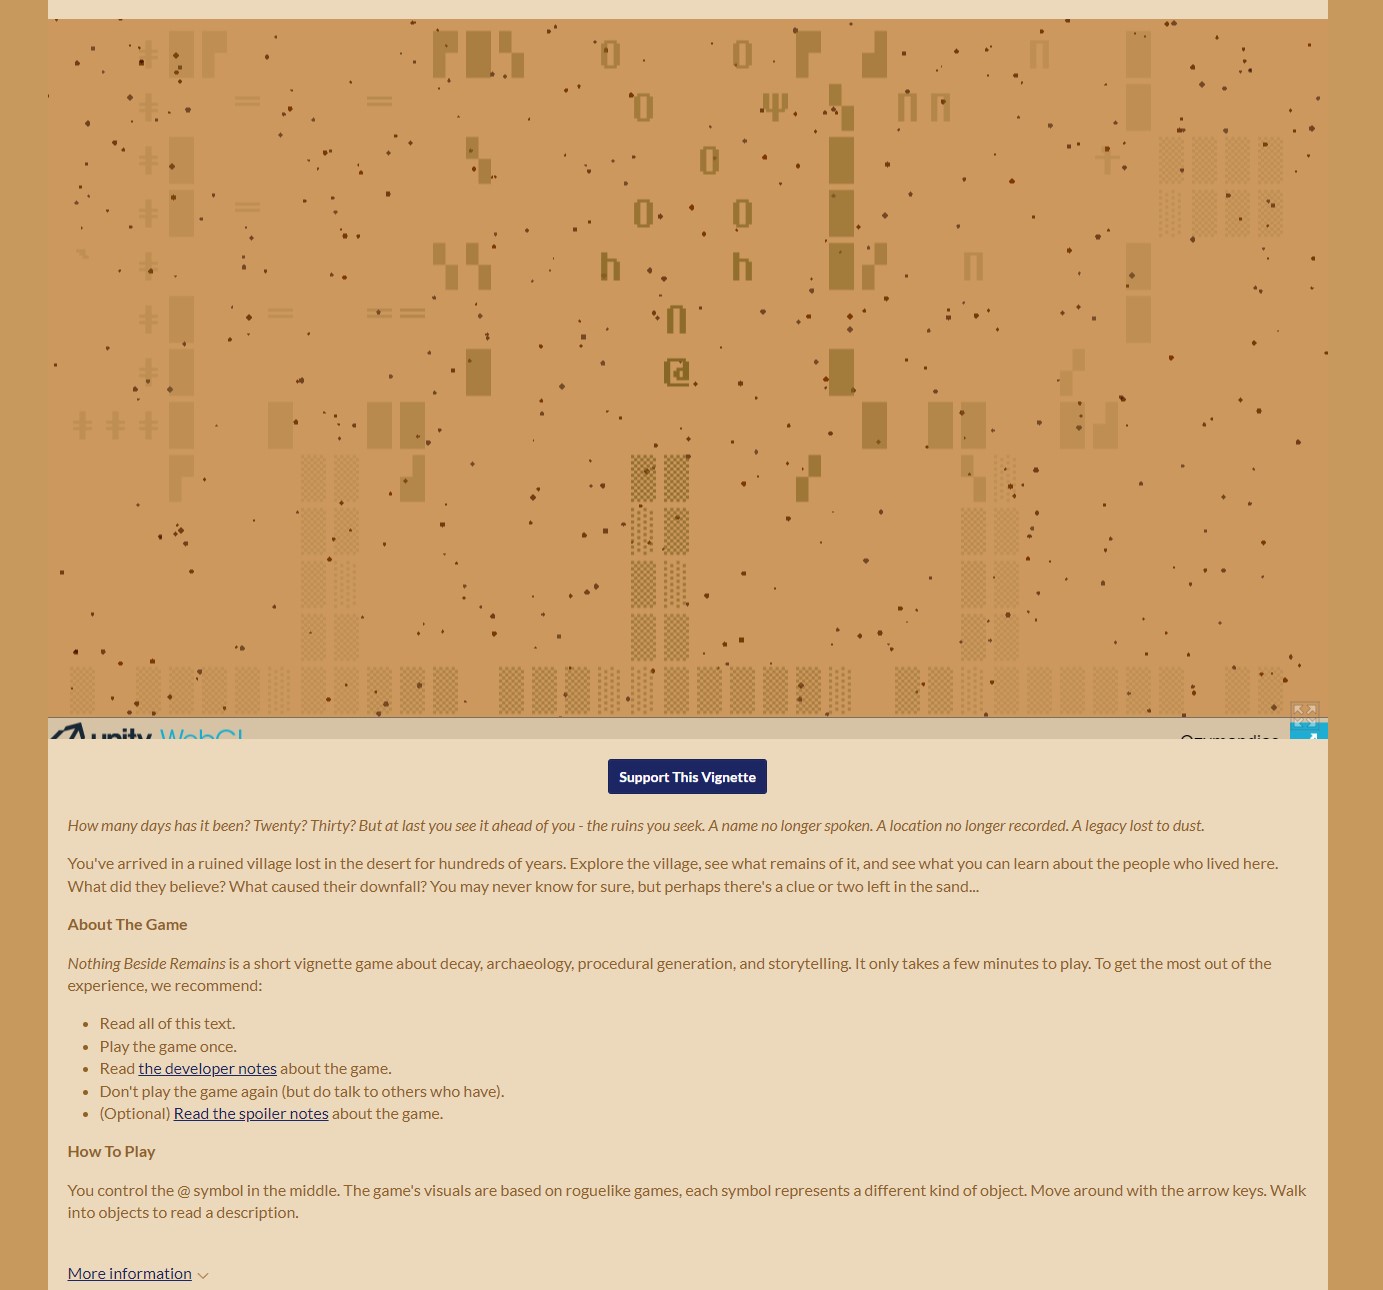 ‡ o o n
‡ = = o Ψ n n
‡ o †
‡ = o o
‡ h h n
‡ = = = n
‡ @
‡ ‡ ‡
unity WebGL
Support This Vignette
How many days has it been? Twenty? Thirty? But at last you see it ahead of you - the ruins you seek. A name no longer spoken. A location no longer recorded. A legacy lost to dust.
You've arrived in a ruined village lost in the desert for hundreds of years. Explore the village, see what remains of it, and see what you can learn about the people who lived here.
What did they believe? What caused their downfall? You may never know for sure, but perhaps there's a clue or two left in the sand...
About The Game
Nothing Beside Remains is a short vignette game about decay, archaeology, procedural generation, and storytelling. It only takes a few minutes to play. To get the most out of the
experience, we recommend:
Read all of this text.
Play the game once.
Read the developer notes about the game.
Don't play the game again (but do talk to others who have).
(Optional) Read the spoiler notes about the game.
How To Play
You control the @ symbol in the middle. The game's visuals are based on roguelike games, each symbol represents a different kind of object. Move around with the arrow keys. Walk
into objects to read a description.
More information